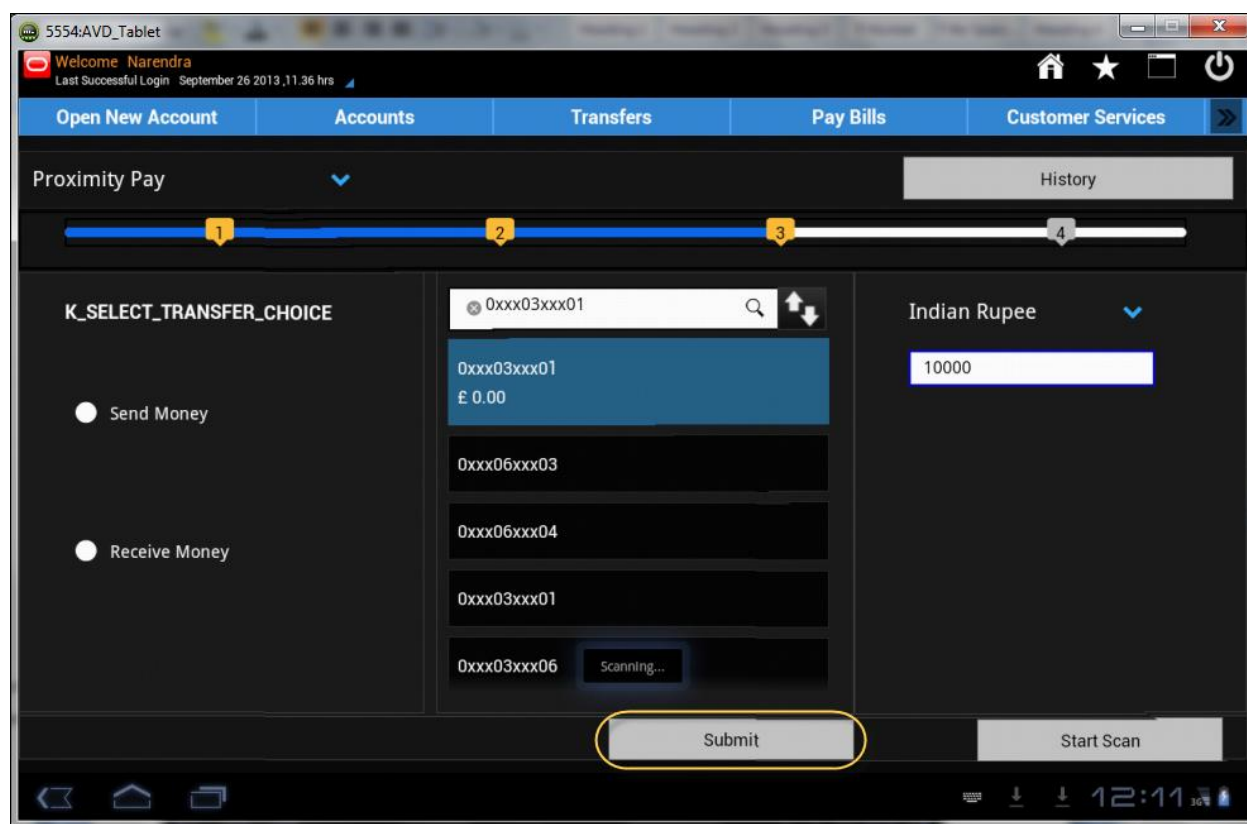 5554:AVD_Tablet
Welcome Narendra
Last Successful Login September 26 2013 ,11.36 hrs
Open New Account Accounts Transfers Pay Bills Customer Services
Proximity Pay
History
1 2 3 4
K_SELECT_TRANSFER_CHOICE
Send Money
Receive Money
0xxx03xxx01
0xxx03xxx01
£ 0.00
0xxx06xxx03
0xxx06xxx04
0xxx03xxx01
0xxx03xxx06
Scanning...
Indian Rupee
10000
Submit
Start Scan
12:11
3G